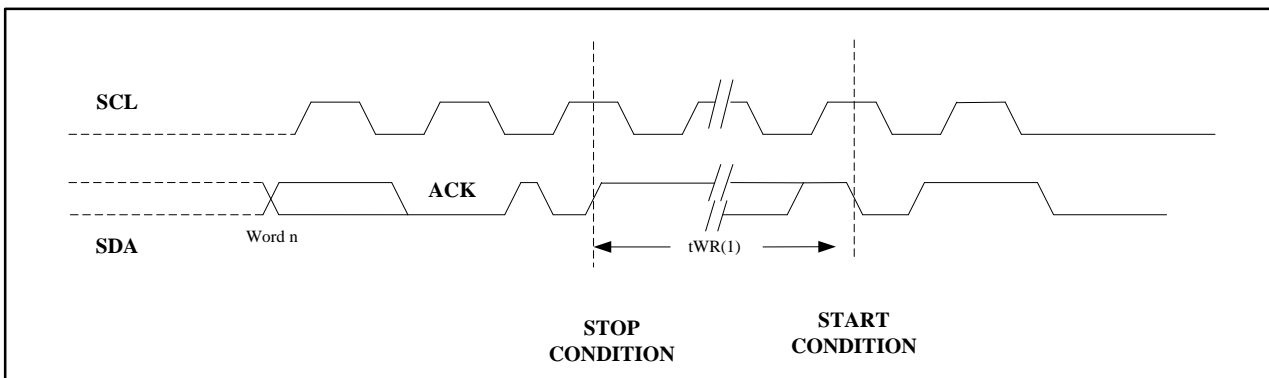 SCL
ACK
Word n
SDA
tWR(1)
STOP
CONDITION
START
CONDITION